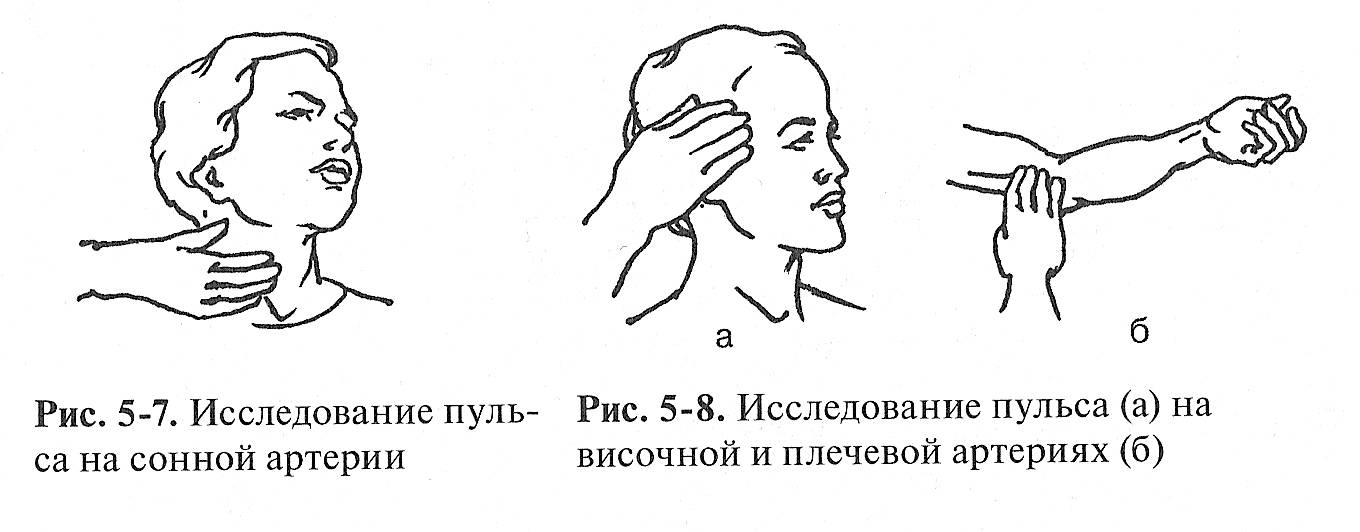 а
б
Рис. 5-7. Исследование пуль-
са на сонной артерии
Рис. 5-8. Исследование пульса (а) на
височной и плечевой артериях (б)